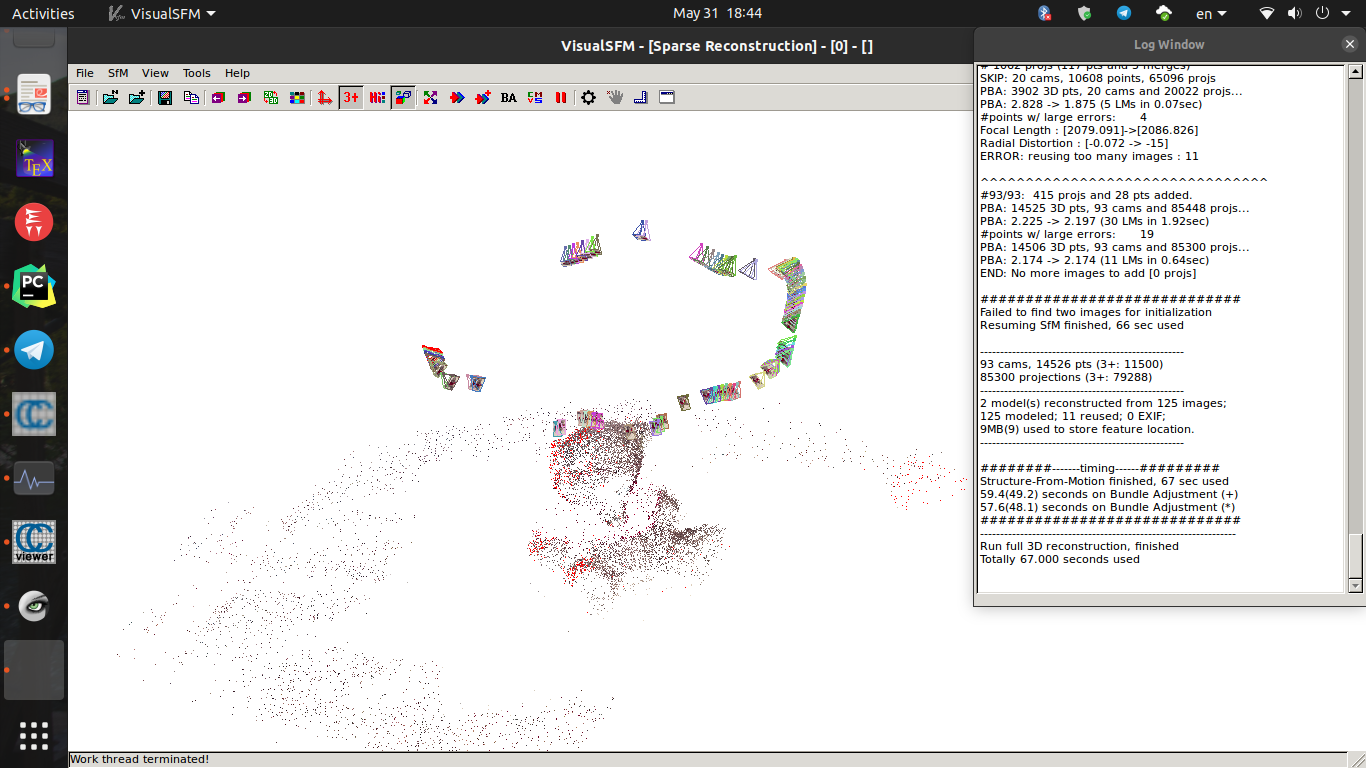 Activities
VisualSFM
May 31 18:44
en
VisualSFM - [Sparse Reconstruction] - [0] - []
File SfM View Tools Help
3+
BA
Log Window
# 1062 projs (117 pts and 5 merges)
SKIP: 20 cams, 10608 points, 65096 projs
PBA: 3902 3D pts, 20 cams and 20022 projs...
PBA: 2.828 -> 1.875 (5 LMs in 0.07sec)
#points w/ large errors: 4
Focal Length : [2079.091]->[2086.826]
Radial Distortion : [-0.072 -> -15]
ERROR: reusing too many images : 11
^^^^^^^^^^^^^^^^^^^^^^^^^^^^^^^^
#93/93: 415 projs and 28 pts added.
PBA: 14525 3D pts, 93 cams and 85448 projs...
PBA: 2.225 -> 2.197 (30 LMs in 1.92sec)
#points w/ large errors: 19
PBA: 14506 3D pts, 93 cams and 85300 projs...
PBA: 2.174 -> 2.174 (11 LMs in 0.64sec)
END: No more images to add [0 projs]
#############################
Failed to find two images for initialization
Resuming SfM finished, 66 sec used
---------------------------------------------------
93 cams, 14526 pts (3+: 11500)
85300 projections (3+: 79288)
---------------------------------------------------
2 model(s) reconstructed from 125 images;
125 modeled; 11 reused; 0 EXIF;
9MB(9) used to store feature location.
---------------------------------------------------
########-------timing------#########
Structure-From-Motion finished, 67 sec used
59.4(49.2) seconds on Bundle Adjustment (+)
57.6(48.1) seconds on Bundle Adjustment (*)
#############################
----------------------------------------------------------------
Run full 3D reconstruction, finished
Totally 67.000 seconds used
TEX
PC
CC
CC
viewer
Work thread terminated!